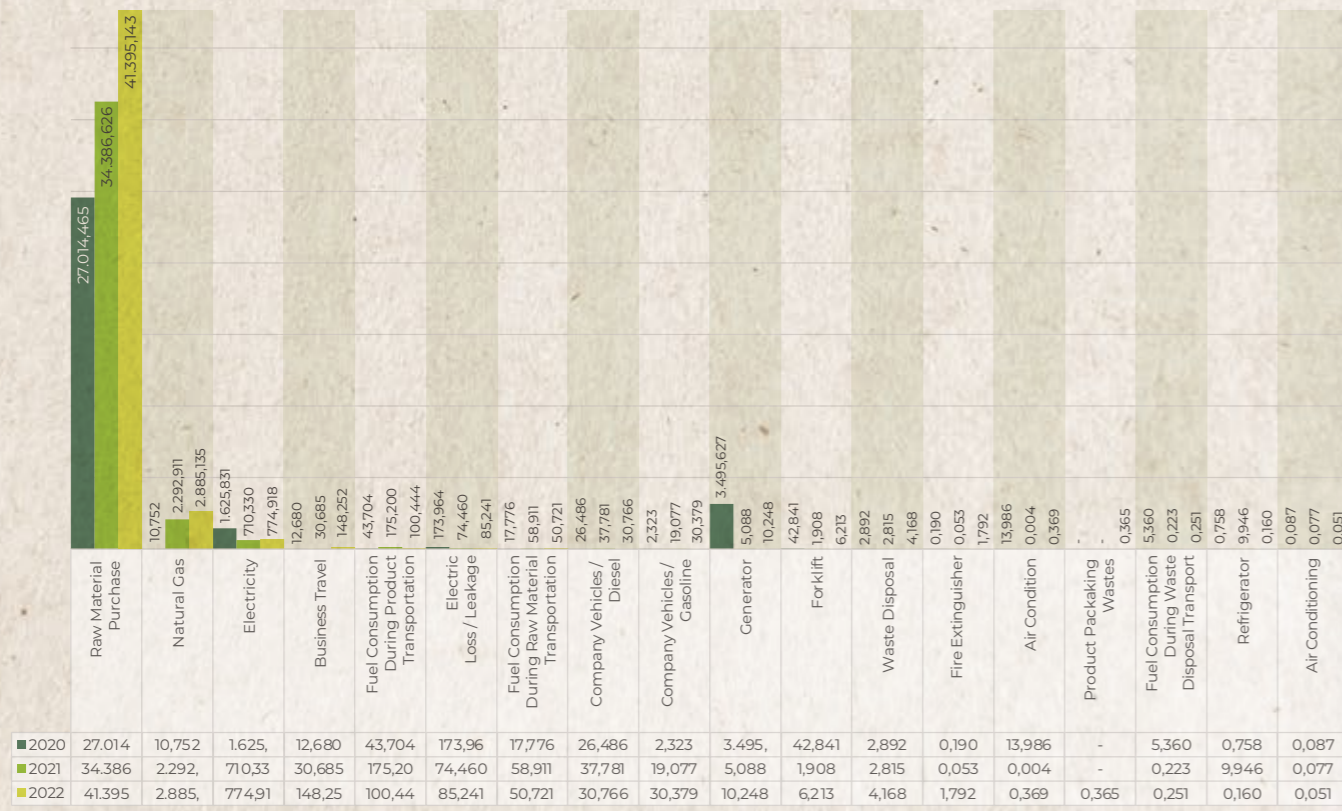 27.014,465
34.386,626
41.395,143
10,752
2.292,911
2.885,135
1.625,831
710,330
774,918
12,680
30,685
148,252
43,704
175,200
100,444
173,964
74,460
85,241
17,776
58,911
50,721
26,486
37,781
30,766
2,323
19,077
30,379
3.495,627
5,088
10,248
42,841
1,908
6,213
2,892
2,815
4,168
0,190
0,053
1,792
13,986
0,004
0,369
-
-
0,365
5,360
0,223
0,251
0,758
9,946
0,160
0,087
0,077
0,051
Raw Material
Purchase
Natural Gas
Electricity
Business Travel
Fuel Consumption
During Product
Transportation
Electric
Loss / Leakage
Fuel Consumption
During Raw Material
Transportation
Company Vehicles /
Diesel
Company Vehicles /
Gasoline
Generator
Forklift
Waste Disposal
Fire Extinguisher
Air Condition
Product Packaking
Wastes
Fuel Consumption
During Waste
Disposal Transport
Refrigerator
Air Conditioning
2020 27.014 10,752 1.625, 12,680 43,704 173,96 17,776 26,486 2,323 3.495, 42,841 2,892 0,190 13,986 - 5,360 0,758 0,087
2021 34.386 2.292, 710,33 30,685 175,20 74,460 58,911 37,781 19,077 5,088 1,908 2,815 0,053 0,004 - 0,223 9,946 0,077
2022 41.395 2.885, 774,91 148,25 100,44 85,241 50,721 30,766 30,379 10,248 6,213 4,168 1,792 0,369 0,365 0,251 0,160 0,051